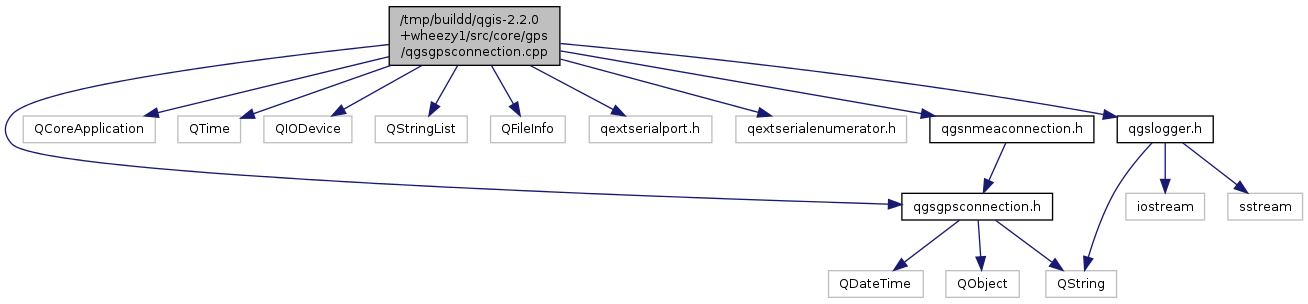 /tmp/buildd/qgis-2.2.0
+wheezy1/src/core/gps
/qgsgpsconnection.cpp
QCoreApplication
QTime
QIODevice
QStringList
QFileInfo
qextserialport.h
qextserialenumerator.h
qgsnmeaconnection.h
qgslogger.h
qgsgpsconnection.h
iostream
sstream
QDateTime
QObject
QString